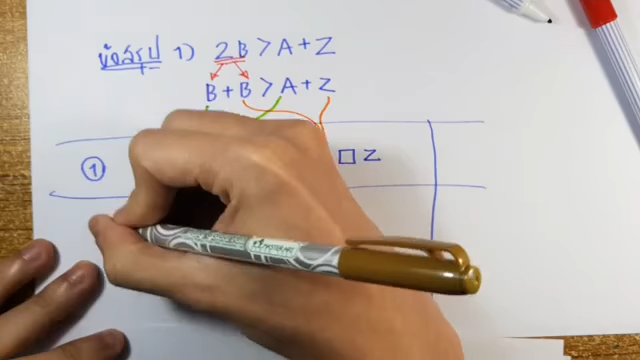 ข้อสรุป 1) 2B > A + Z
B + B > A + Z
① □ Z